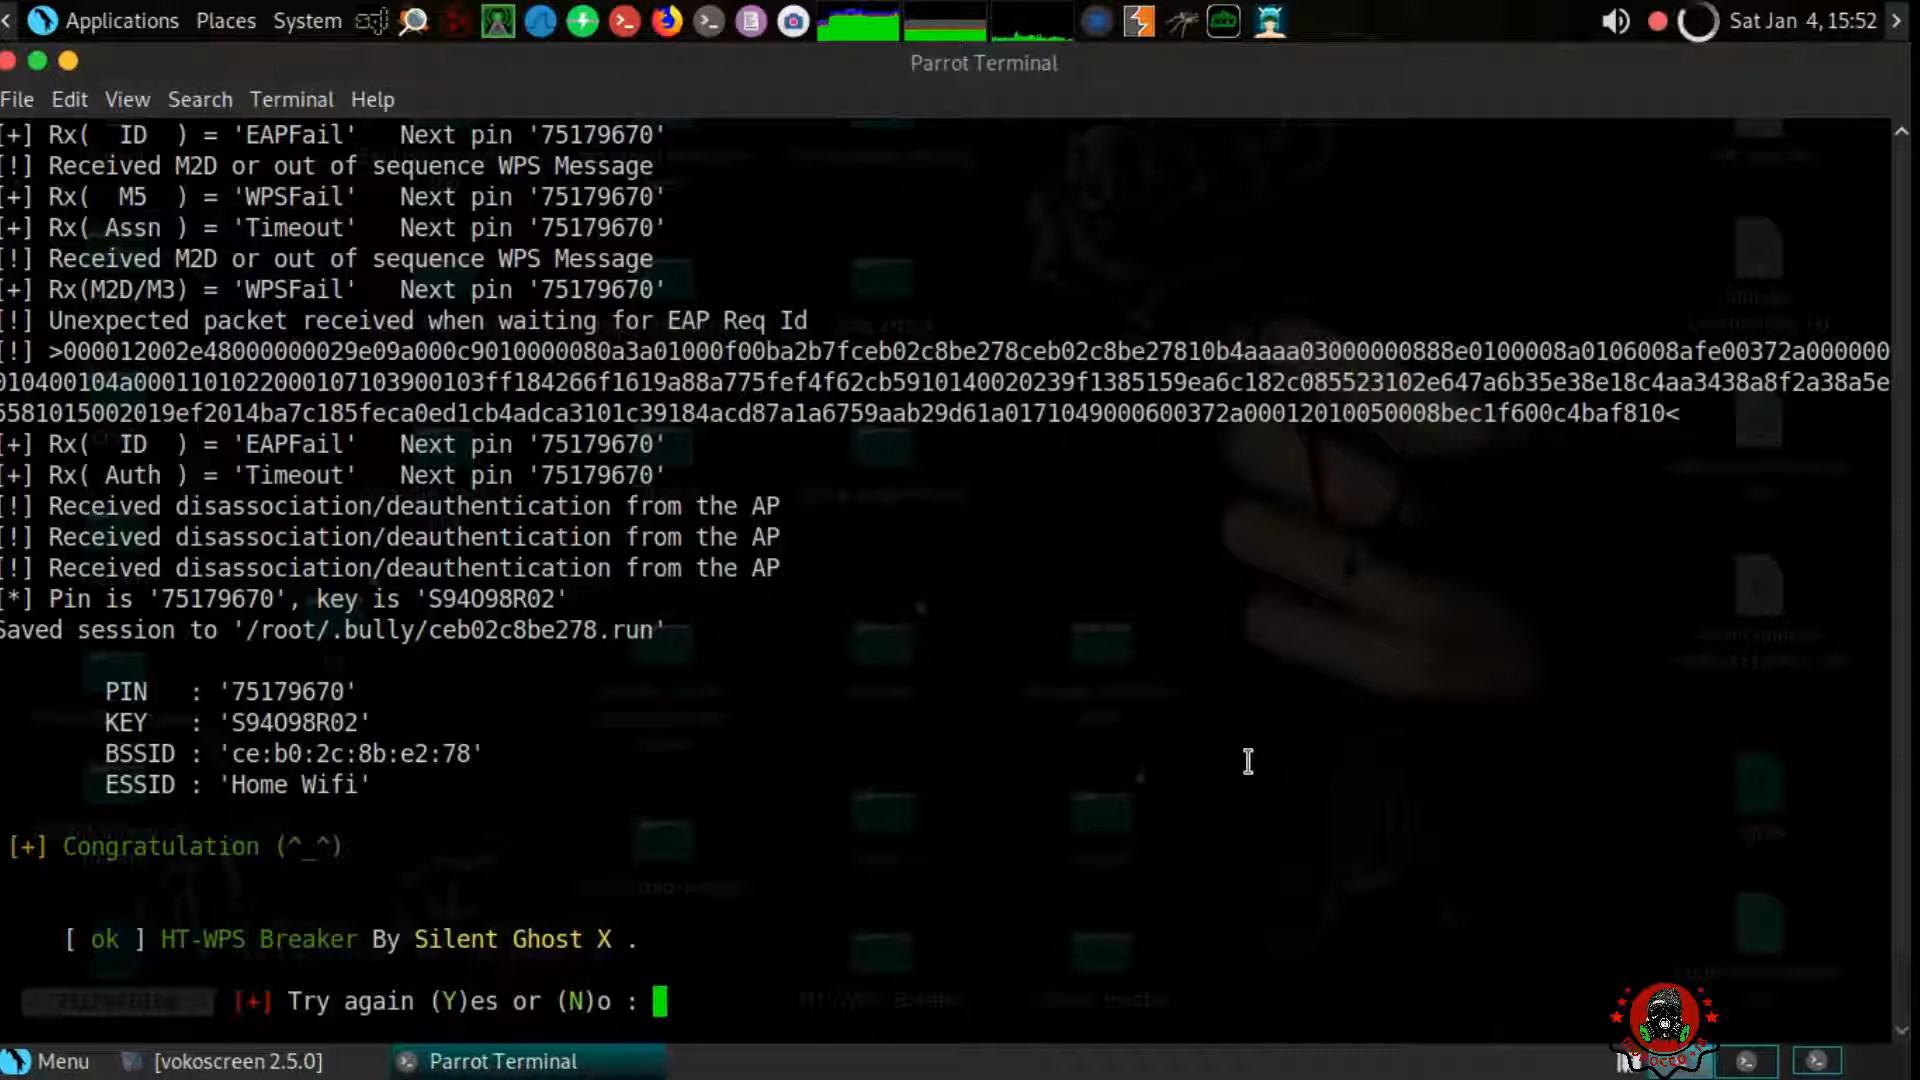 Applications Places System Sat Jan 4, 15:52
Parrot Terminal
File Edit View Search Terminal Help
[+] Rx( ID ) = 'EAPFail' Next pin '75179670'
[!] Received M2D or out of sequence WPS Message
[+] Rx( M5 ) = 'WPSFail' Next pin '75179670'
[+] Rx( Assn ) = 'Timeout' Next pin '75179670'
[!] Received M2D or out of sequence WPS Message
[+] Rx(M2D/M3) = 'WPSFail' Next pin '75179670'
[!] Unexpected packet received when waiting for EAP Req Id
[!] >000012002e48000000029e09a000c9010000080a3a01000f00ba2b7fceb02c8be278ceb02c8be27810b4aaaa03000000888e0100008a0106008afe00372a000000
010400104a000110102200010710390010 3ff184266f1619a88a775fef4f62cb5910140020239f1385159ea6c182c085523102e647a6b35e38e18c4aa3438a8f2a38a5e
5581015002019ef2014ba7c185feca0ed1cb4adca3101c39184acd87a1a6759aab29d61a0171049000600372a00012010050008bec1f600c4baf810<
[+] Rx( ID ) = 'EAPFail' Next pin '75179670'
[+] Rx( Auth ) = 'Timeout' Next pin '75179670'
[!] Received disassociation/deauthentication from the AP
[!] Received disassociation/deauthentication from the AP
[!] Received disassociation/deauthentication from the AP
[*] Pin is '75179670', key is 'S94O98R02'
Saved session to '/root/.bully/ceb02c8be278.run'
PIN : '75179670'
KEY : 'S94O98R02'
BSSID : 'ce:b0:2c:8b:e2:78'
ESSID : 'Home Wifi'
[+] Congratulation (^_^)
[ ok ] HT-WPS Breaker By Silent Ghost X .
[+] Try again (Y)es or (N)o :
Menu [vokoscreen 2.5.0] Parrot Terminal